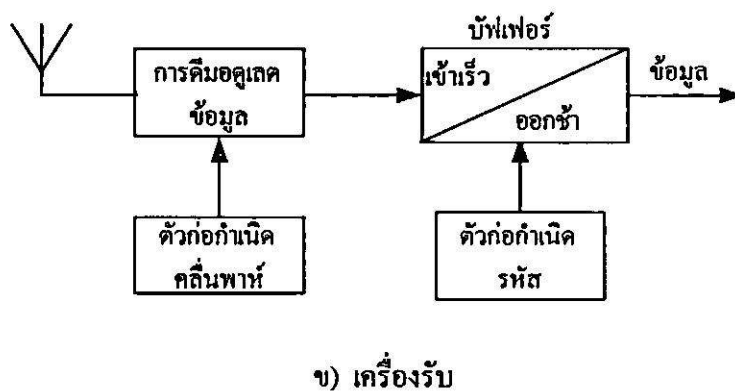 บัฟเฟอร์
การดีมอดูเลต
ข้อมูล
เข้าเร็ว
ออกช้า
ข้อมูล
ตัวก่อกำเนิด
คลื่นพาห์
ตัวก่อกำเนิด
รหัส
ข) เครื่องรับ